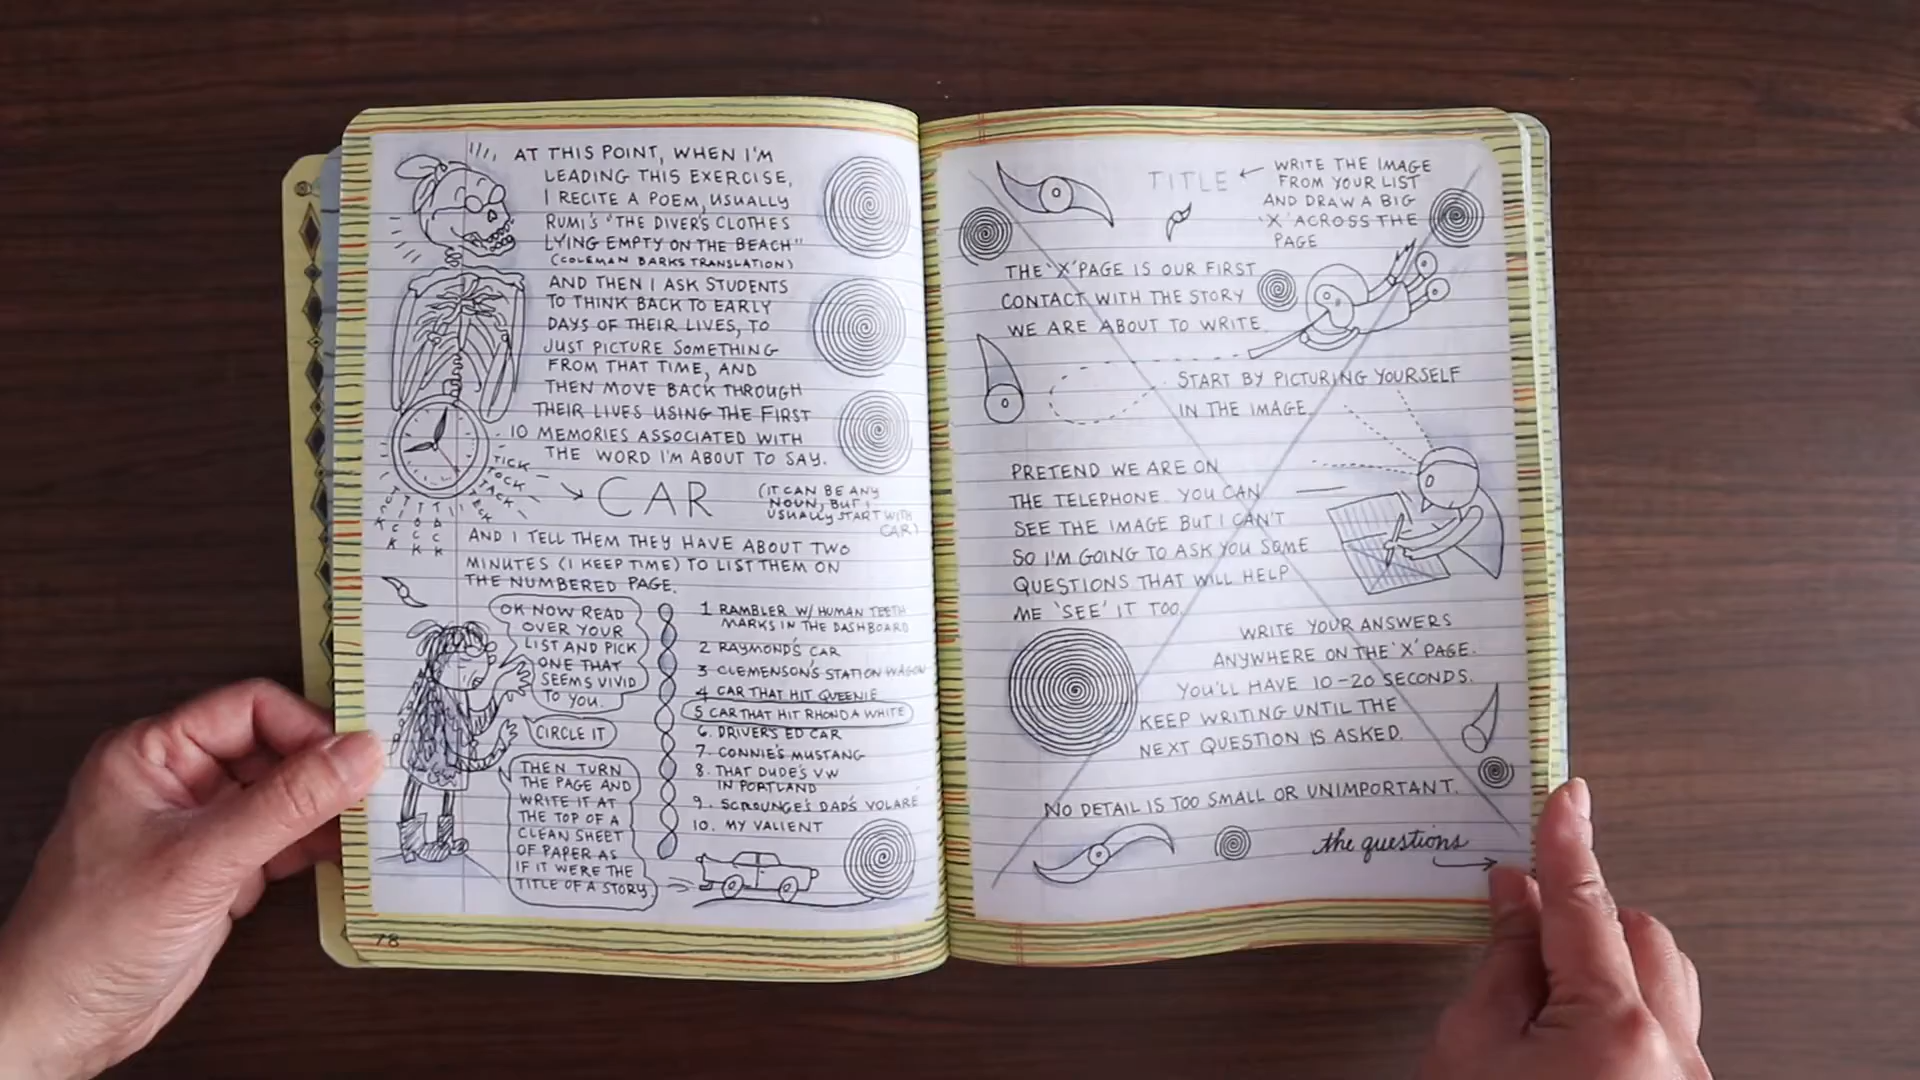 AT THIS POINT, WHEN I'M
LEADING THIS EXERCISE,
I RECITE A POEM, USUALLY
RUMI'S "THE DIVER'S CLOTHES
LYING EMPTY ON THE BEACH"
(COLEMAN BARKS TRANSLATION)
AND THEN I ASK STUDENTS
TO THINK BACK TO EARLY
DAYS OF THEIR LIVES, TO
JUST PICTURE SOMETHING
FROM THAT TIME, AND
THEN MOVE BACK THROUGH
THEIR LIVES USING THE FIRST
10 MEMORIES ASSOCIATED WITH
THE WORD I'M ABOUT TO SAY.
TICK
TOCK
TACK
TECK
CAR
(IT CAN BE ANY
NOUN, BUT I
USUALLY START WITH
CAR)
AND I TELL THEM THEY HAVE ABOUT TWO
MINUTES (I KEEP TIME) TO LIST THEM ON
THE NUMBERED PAGE.
OK NOW READ
OVER YOUR
LIST AND PICK
ONE THAT
SEEMS VIVID
TO YOU.
CIRCLE IT
THEN TURN
THE PAGE AND
WRITE IT AT
THE TOP OF A
CLEAN SHEET
OF PAPER AS
IF IT WERE THE
TITLE OF A STORY.
1 RAMBLER W/ HUMAN TEETH
MARKS IN THE DASHBOARD
2 RAYMOND'S CAR
3 CLEMENSON'S STATION WAGON
4 CAR THAT HIT QUEENIE
5 CAR THAT HIT RHONDA WHITE
6. DRIVER'S ED CAR
7. CONNIE'S MUSTANG
8. THAT DUDE'S VW
IN PORTLAND
9. SCROUNGE'S DAD'S VOLARÉ
10. MY VALIENT
78
TITLE
WRITE THE IMAGE
FROM YOUR LIST
AND DRAW A BIG
'X' ACROSS THE
PAGE
THE 'X' PAGE IS OUR FIRST
CONTACT WITH THE STORY
WE ARE ABOUT TO WRITE.
START BY PICTURING YOURSELF
IN THE IMAGE.
PRETEND WE ARE ON
THE TELEPHONE. YOU CAN
SEE THE IMAGE BUT I CAN'T
SO I'M GOING TO ASK YOU SOME
QUESTIONS THAT WILL HELP
ME 'SEE' IT TOO.
WRITE YOUR ANSWERS
ANYWHERE ON THE 'X' PAGE.
YOU'LL HAVE 10-20 SECONDS.
KEEP WRITING UNTIL THE
NEXT QUESTION IS ASKED.
NO DETAIL IS TOO SMALL OR UNIMPORTANT.
the questions